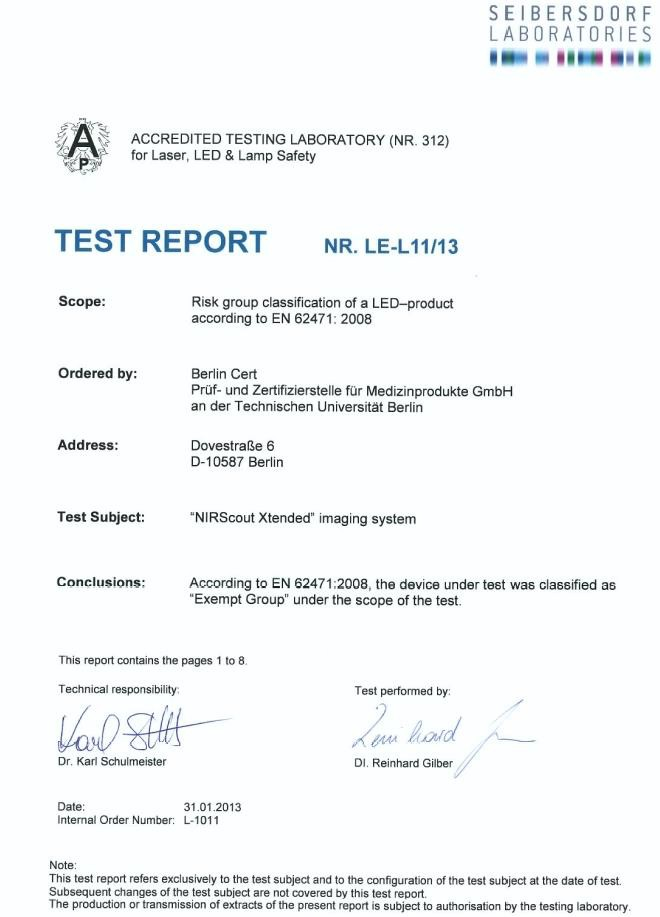 SEIBERSDORF
LABORATORIES
A
P
ACCREDITED TESTING LABORATORY (NR. 312)
for Laser, LED & Lamp Safety
TEST REPORT NR. LE-L11/13
Scope: Risk group classification of a LED–product
according to EN 62471: 2008
Ordered by: Berlin Cert
Prüf- und Zertifizierstelle für Medizinprodukte GmbH
an der Technischen Universität Berlin
Address: Dovestraße 6
D-10587 Berlin
Test Subject: "NIRScout Xtended" imaging system
Conclusions: According to EN 62471:2008, the device under test was classified as
"Exempt Group" under the scope of the test.
This report contains the pages 1 to 8.
Technical responsibility: Test performed by:
Karl Reinhard
Dr. Karl Schulmeister DI. Reinhard Gilber
Date: 31.01.2013
Internal Order Number: L-1011
Note:
This test report refers exclusively to the test subject and to the configuration of the test subject at the date of test.
Subsequent changes of the test subject are not covered by this test report.
The production or transmission of extracts of the present report is subject to authorisation by the testing laboratory.